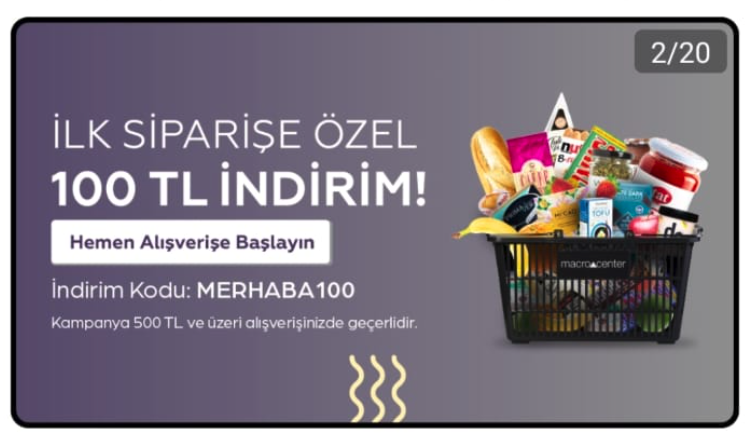 2/20
İLK SİPARİŞE ÖZEL
100 TL İNDİRİM!
Hemen Alışverişe Başlayın
İndirim Kodu: MERHABA100
Kampanya 500 TL ve üzeri alışverişinizde geçerlidir.
TOFU
macrocenter